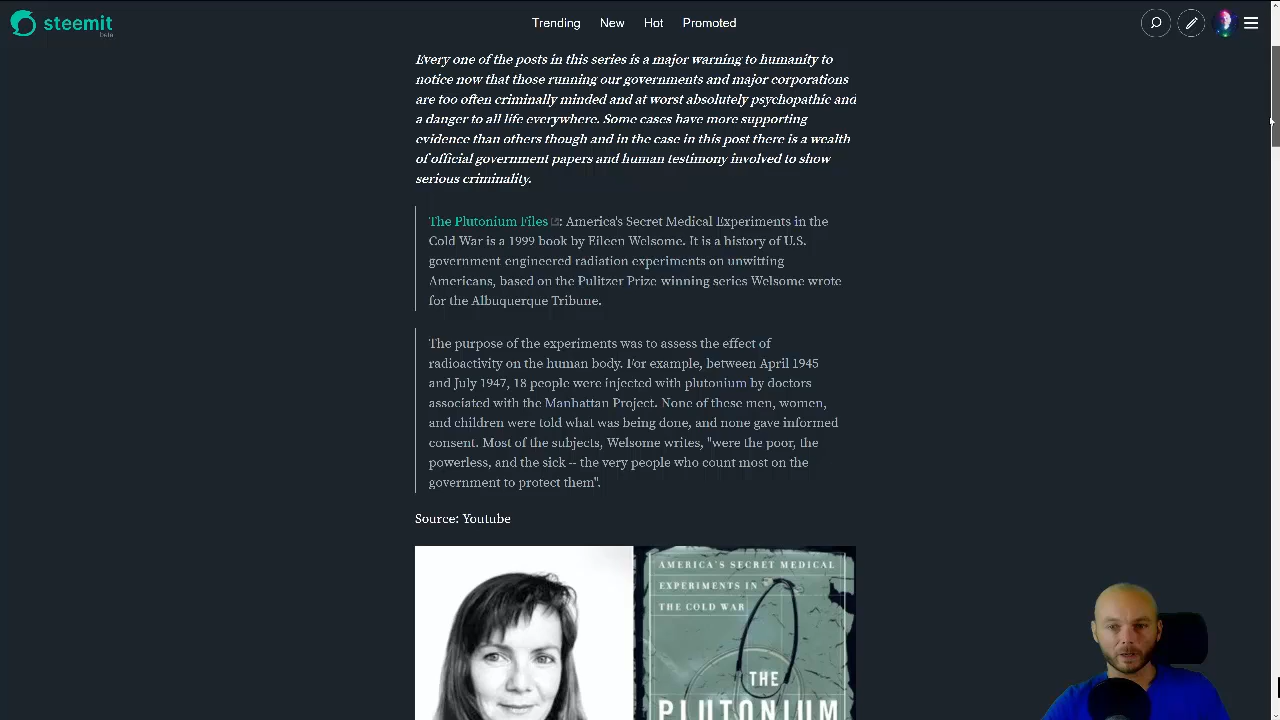 steemit
beta
Trending New Hot Promoted
Every one of the posts in this series is a major warning to humanity to
notice now that those running our governments and major corporations
are too often criminally minded and at worst absolutely psychopathic and
a danger to all life everywhere. Some cases have more supporting
evidence than others though and in the case in this post there is a wealth
of official government papers and human testimony involved to show
serious criminality.
The Plutonium Files : America's Secret Medical Experiments in the
Cold War is a 1999 book by Eileen Welsome. It is a history of U.S.
government-engineered radiation experiments on unwitting
Americans, based on the Pulitzer Prize-winning series Welsome wrote
for the Albuquerque Tribune.
The purpose of the experiments was to assess the effect of
radioactivity on the human body. For example, between April 1945
and July 1947, 18 people were injected with plutonium by doctors
associated with the Manhattan Project. None of these men, women,
and children were told what was being done, and none gave informed
consent. Most of the subjects, Welsome writes, "were the poor, the
powerless, and the sick -- the very people who count most on the
government to protect them".
Source: Youtube
AMERICA'S SECRET MEDICAL
EXPERIMENTS IN
THE COLD WAR
THE
PLUTONIUM